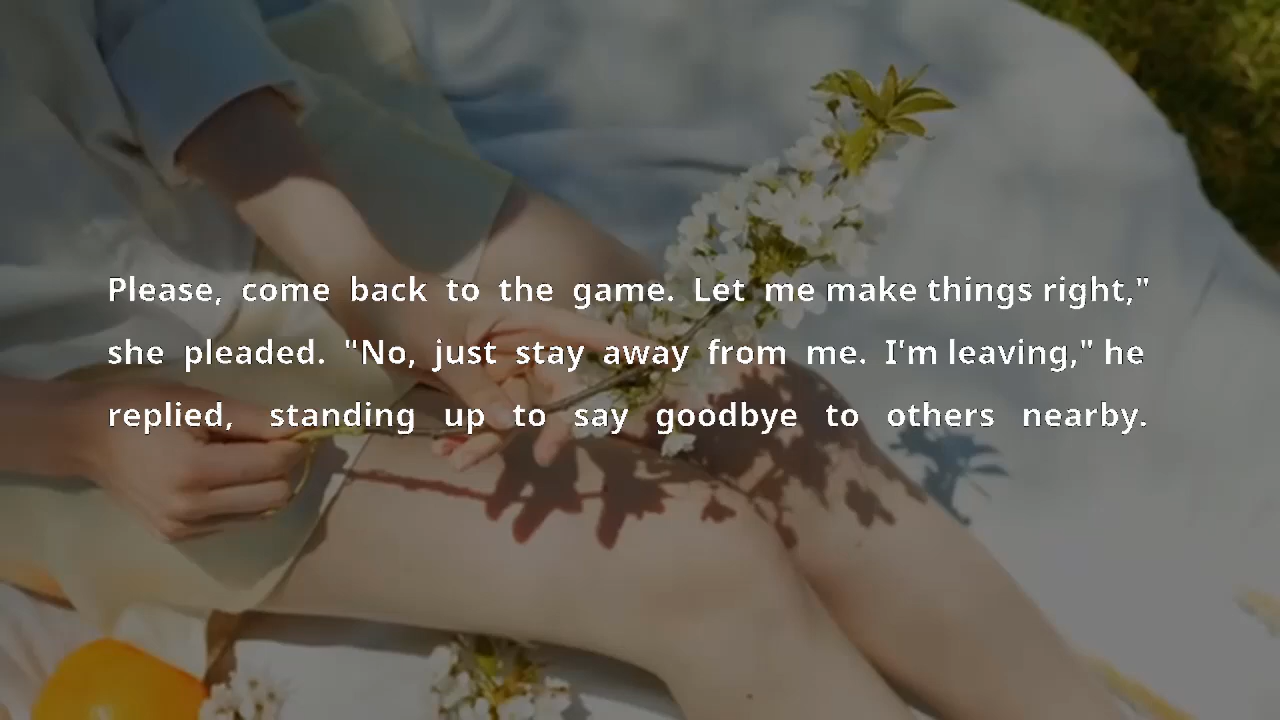 Please, come back to the game. Let me make things right,"
she pleaded. "No, just stay away from me. I'm leaving," he
replied, standing up to say goodbye to others nearby.